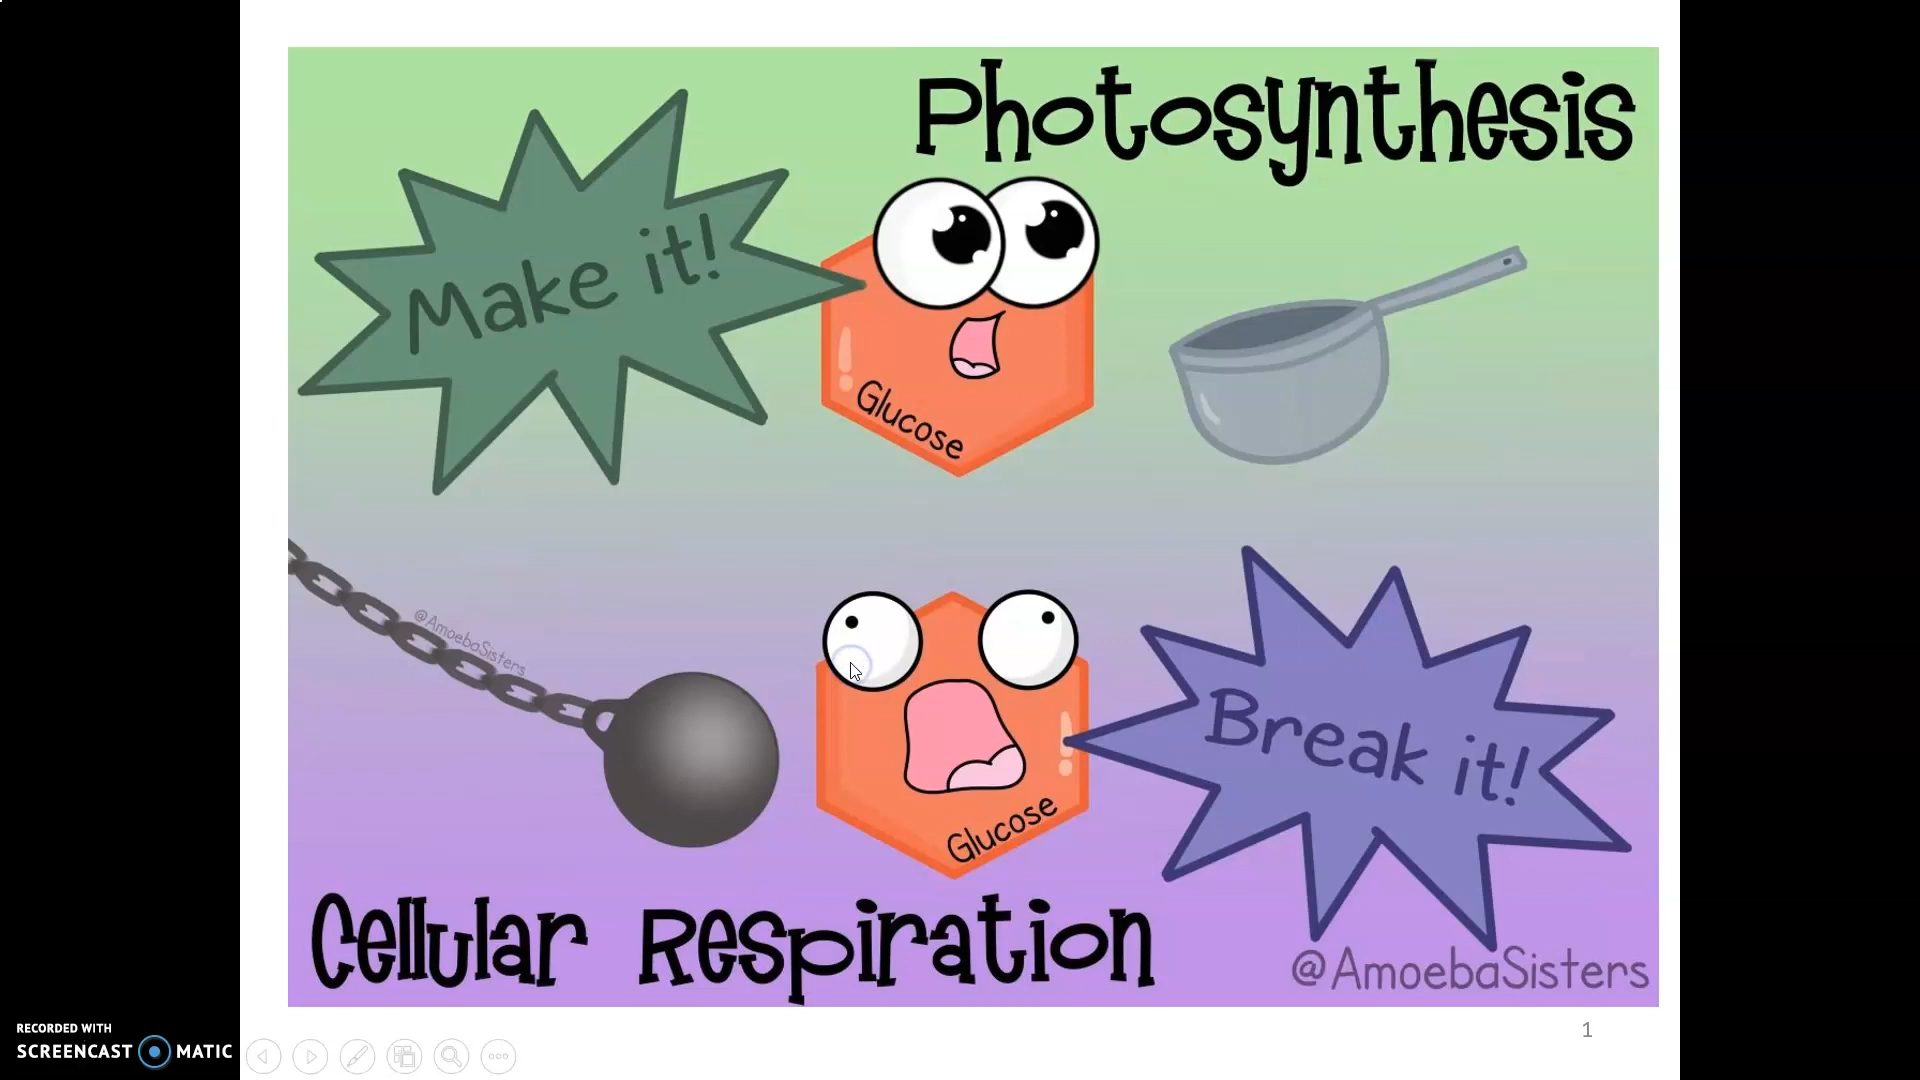 Photosynthesis
Make it!
Glucose
@AmoebaSisters
Break it!
Glucose
Cellular Respiration
@AmoebaSisters
1
RECORDED WITH
SCREENCAST MATIC